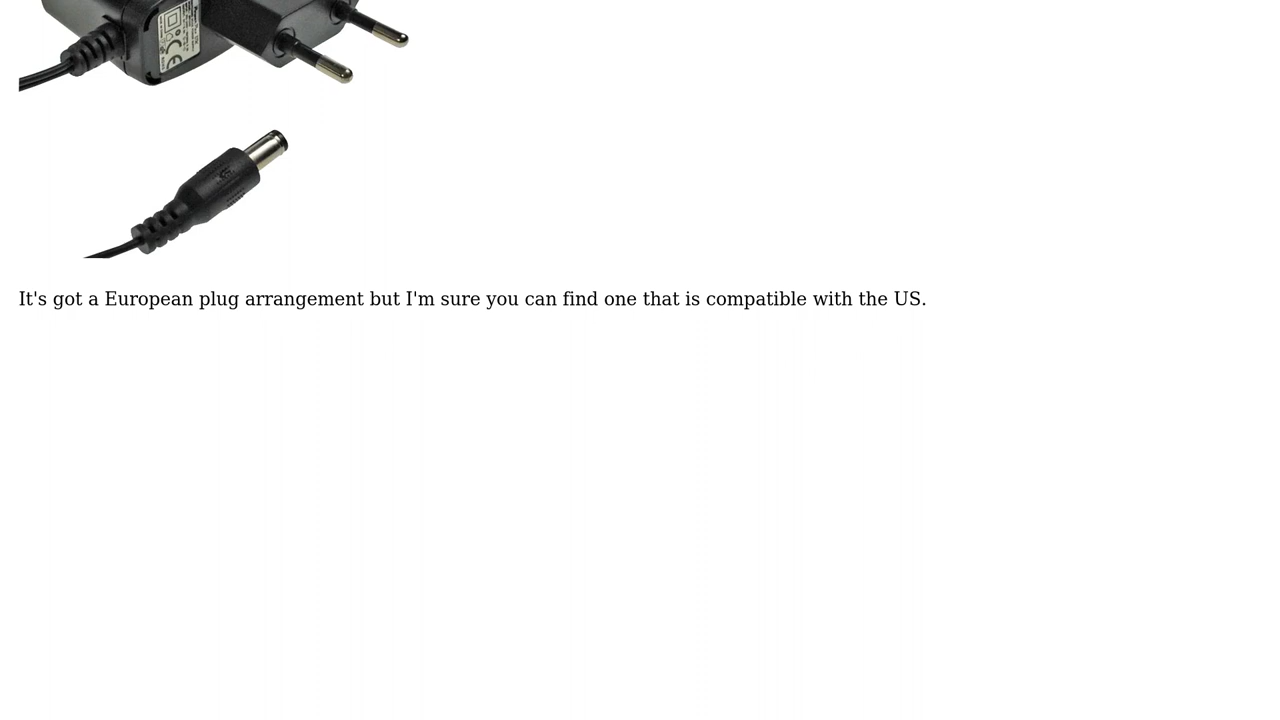 It's got a European plug arrangement but I'm sure you can find one that is compatible with the US.